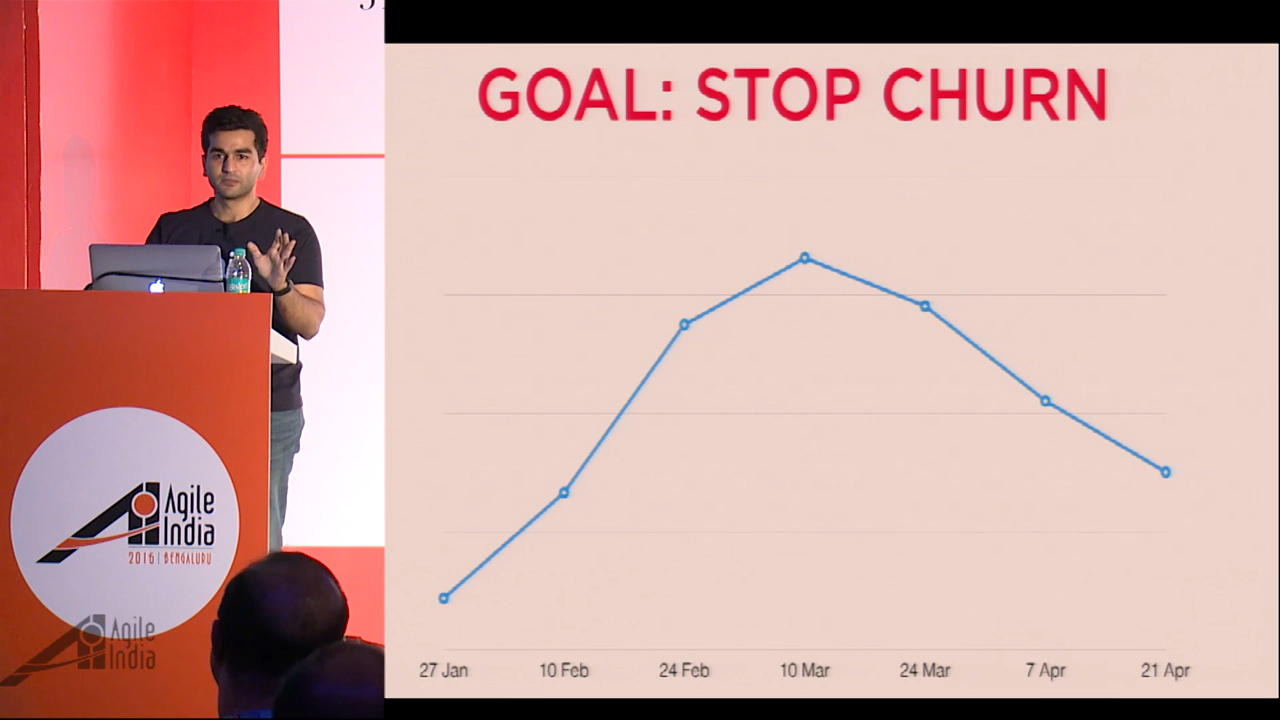 GOAL: STOP CHURN
27 Jan 10 Feb 24 Feb 10 Mar 24 Mar 7 Apr 21 Apr
Agile
India
2016 | BENGALURU
Agile
India